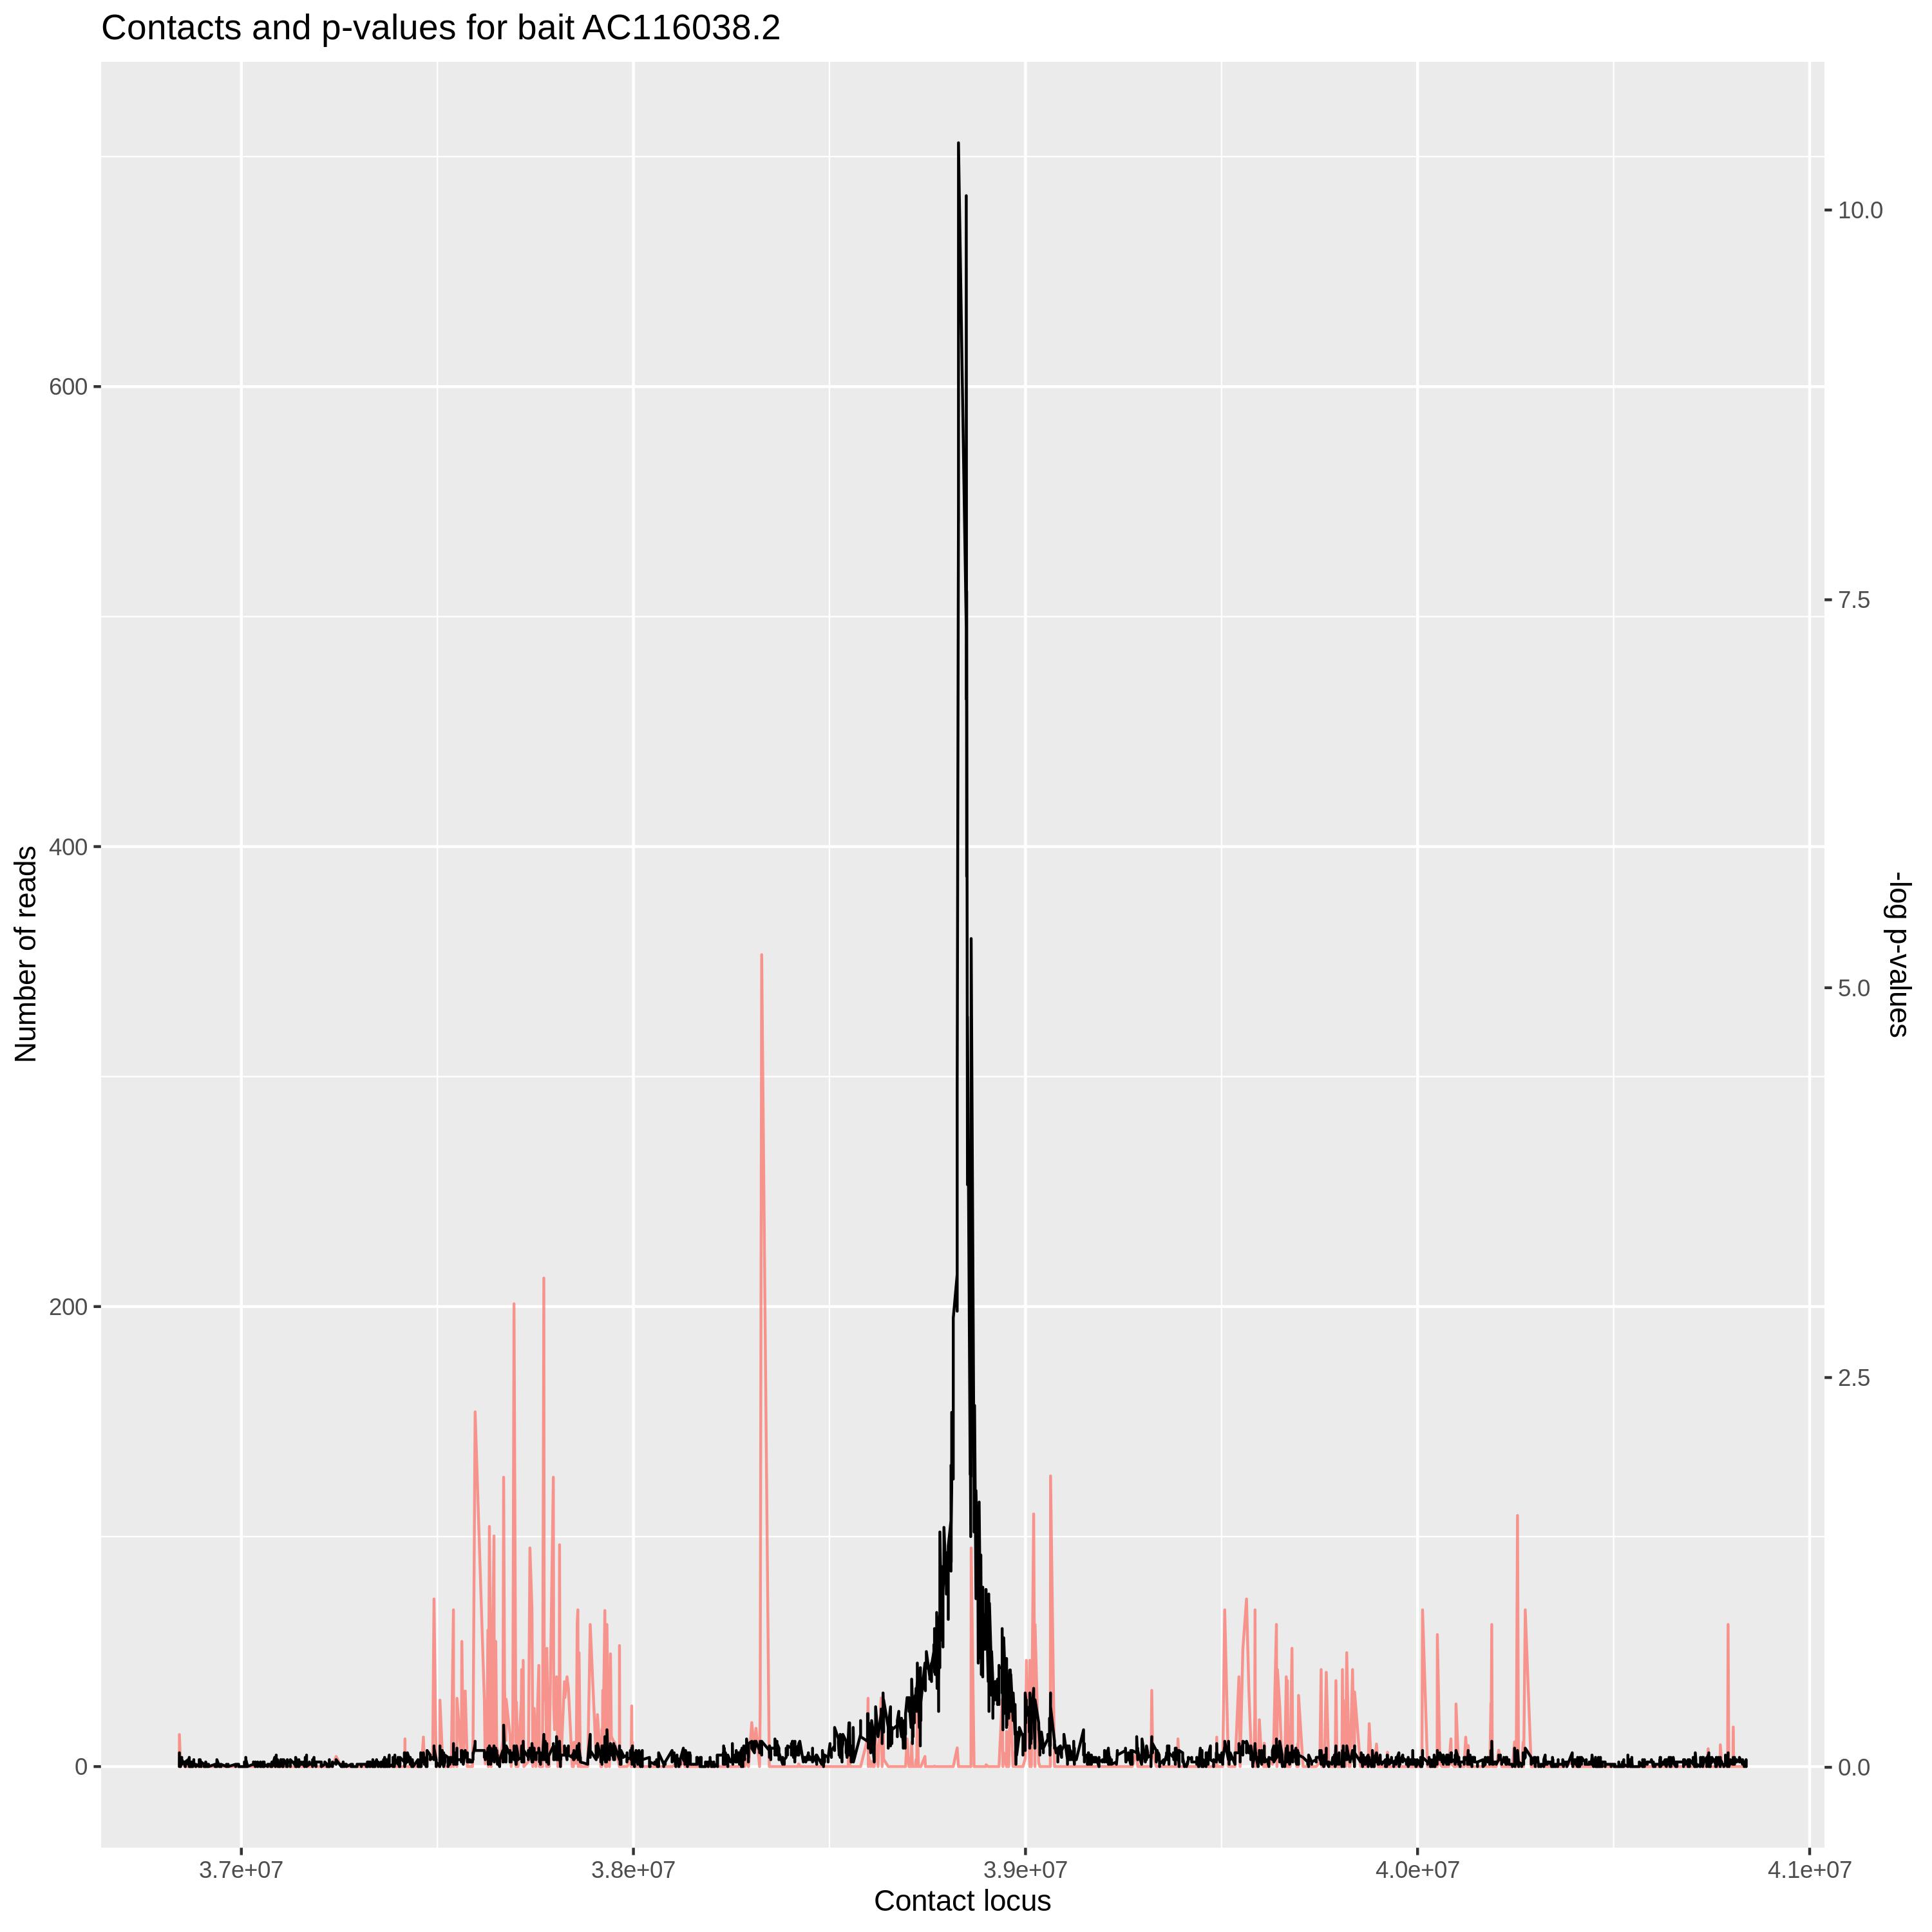 Contacts and p-values for bait AC116038.2
Number of reads
600
400
200
0
10.0
7.5
5.0
2.5
0.0
-log p-values
3.7e+07 3.8e+07 3.9e+07 4.0e+07 4.1e+07
Contact locus